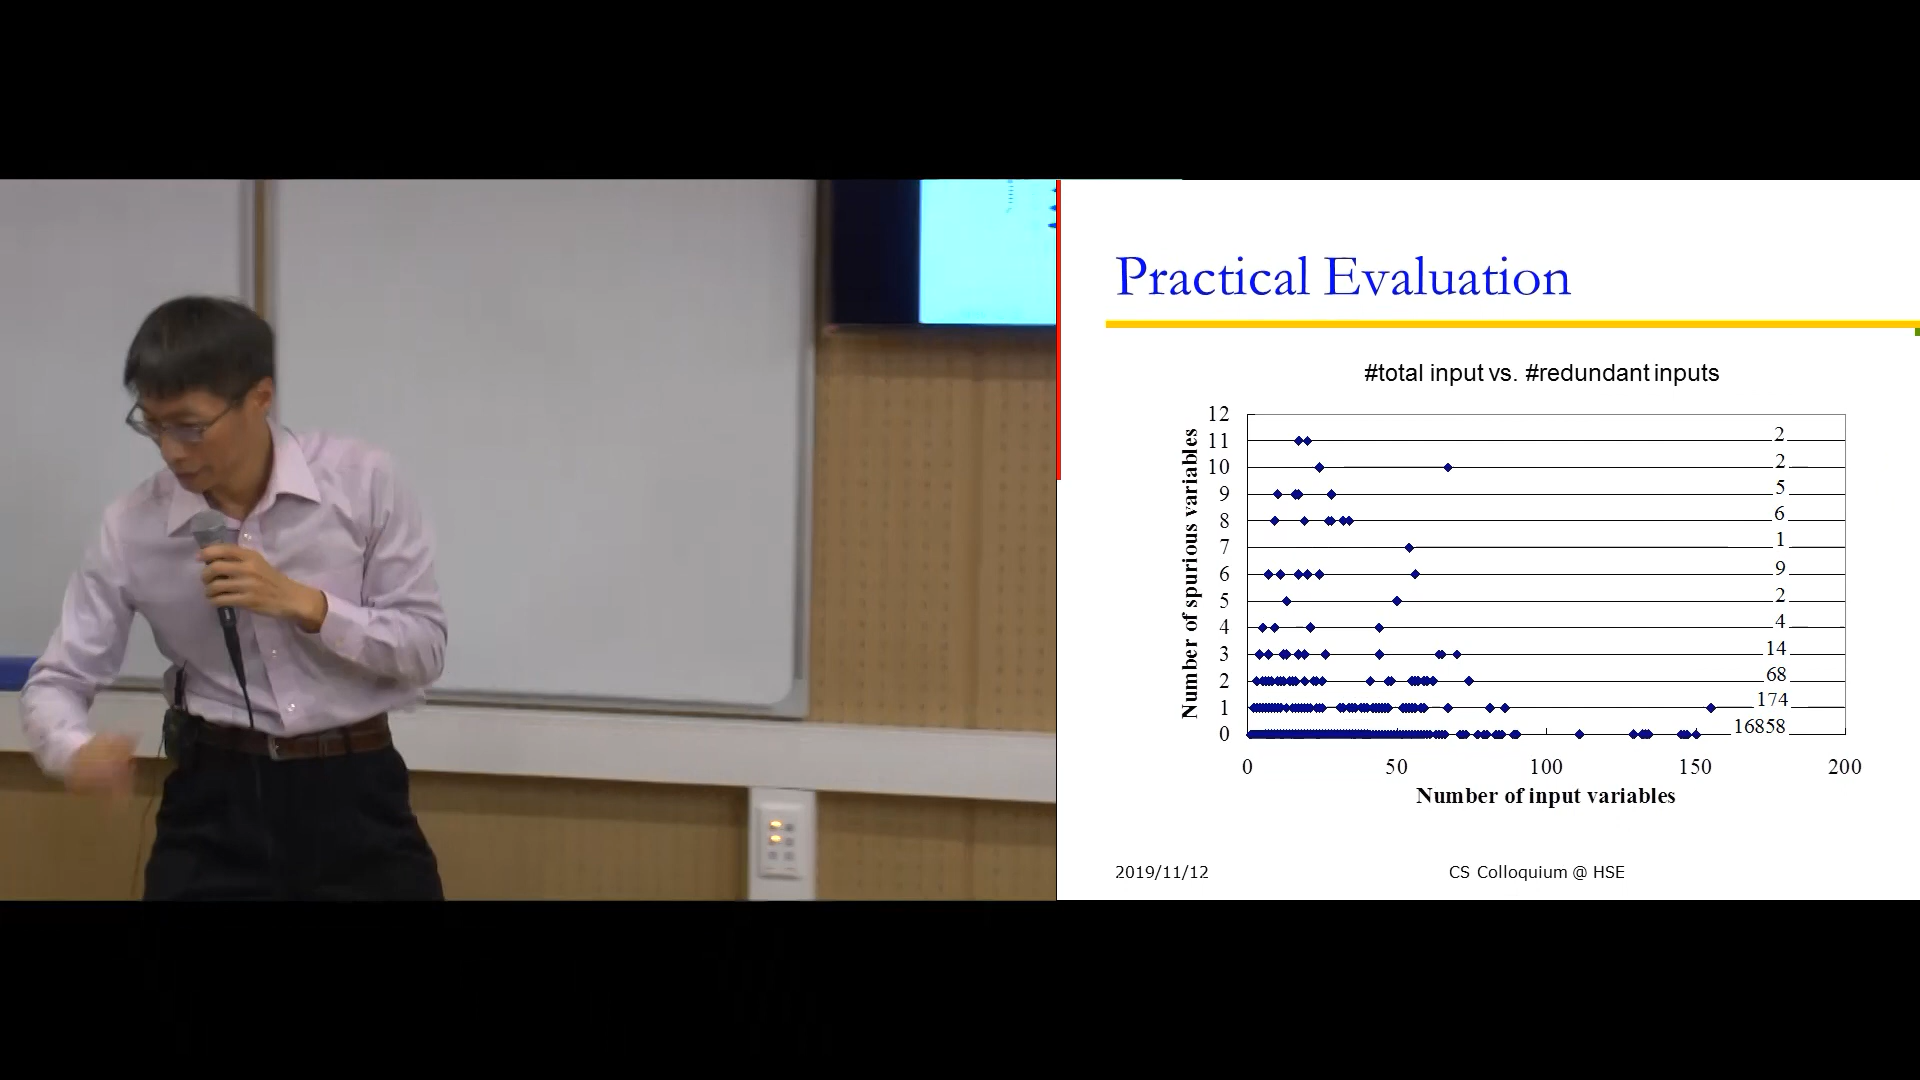 Practical Evaluation
#total input vs. #redundant inputs
Number of spurious variables
12
11 2
10 2
9 5
8 6
7 1
6 9
5 2
4 4
3 14
2 68
1 174
0 16858
0 50 100 150 200
Number of input variables
2019/11/12 CS Colloquium @ HSE